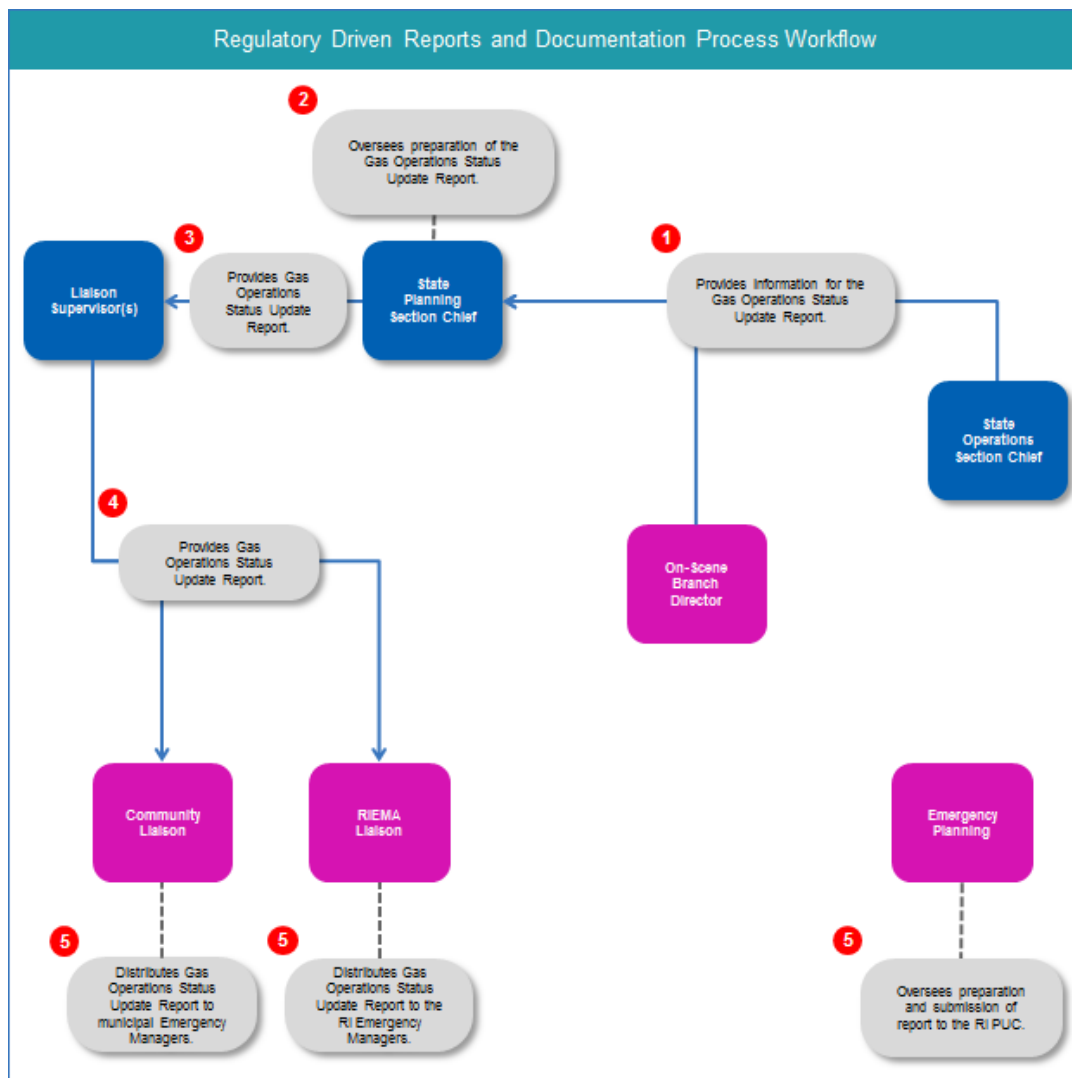 Regulatory Driven Reports and Documentation Process Workflow
2
Oversees preparation of the
Gas Operations Status
Update Report.
3
1
Liaison
Supervisor(s)
Provides Gas
Operations
Status Update
Report.
State
Planning
Section Chief
Provides Information for the
Gas Operations Status
Update Report.
State
Operations
Section Chief
4
Provides Gas
Operations Status
Update Report.
On-Scene
Branch
Director
Community
Liaison
RIEMA
Liaison
Emergency
Planning
5
Distributes Gas
Operations Status
Update Report to
municipal Emergency
Managers.
5
Distributes Gas
Operations Status
Update Report to the
RI Emergency
Managers.
5
Oversees preparation
and submission of
report to the RI PUC.